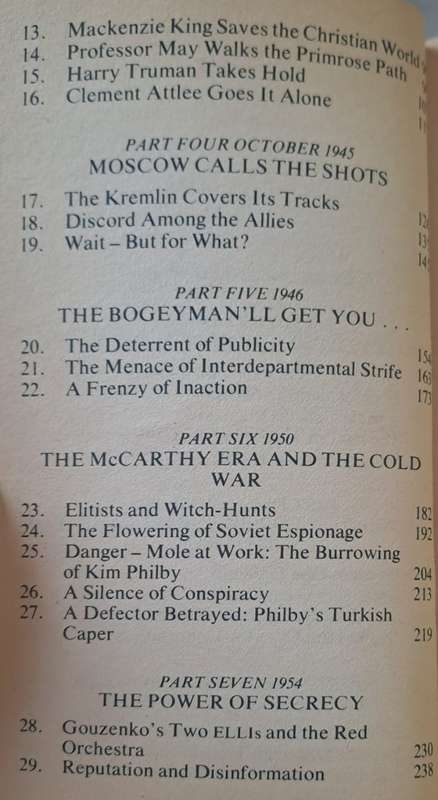 13. Mackenzie King Saves the Christian World
14. Professor May Walks the Primrose Path
15. Harry Truman Takes Hold
16. Clement Attlee Goes It Alone
PART FOUR OCTOBER 1945
MOSCOW CALLS THE SHOTS
17. The Kremlin Covers Its Tracks
18. Discord Among the Allies
19. Wait – But for What?
PART FIVE 1946
THE BOGEYMAN'LL GET YOU ...
20. The Deterrent of Publicity 154
21. The Menace of Interdepartmental Strife 163
22. A Frenzy of Inaction 173
PART SIX 1950
THE McCARTHY ERA AND THE COLD
WAR
23. Elitists and Witch-Hunts 182
24. The Flowering of Soviet Espionage 192
25. Danger – Mole at Work: The Burrowing
of Kim Philby 204
26. A Silence of Conspiracy 213
27. A Defector Betrayed: Philby's Turkish
Caper 219
PART SEVEN 1954
THE POWER OF SECRECY
28. Gouzenko's Two ELLIs and the Red
Orchestra 230
29. Reputation and Disinformation 238